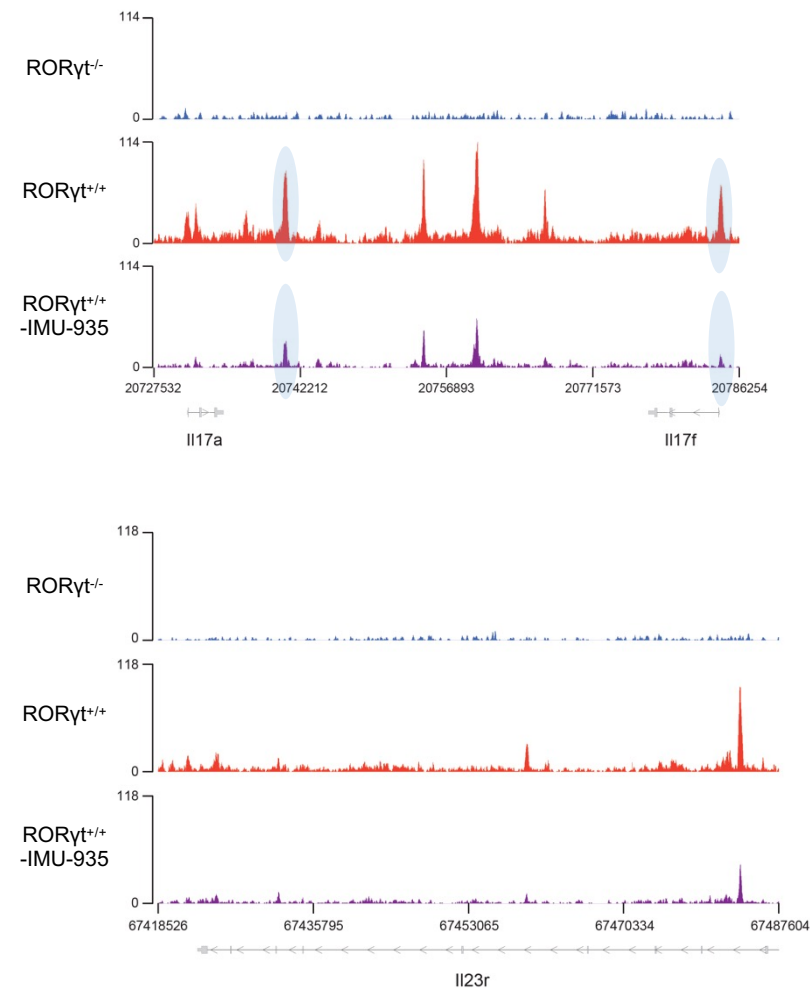 114
RORγt-/-
0
114
RORγt+/+
0
114
RORγt+/+
-IMU-935
0
20727532 20742212 20756893 20771573 20786254
Il17a Il17f
118
RORγt-/-
0
118
RORγt+/+
0
118
RORγt+/+
-IMU-935
0
67418526 67435795 67453065 67470334 67487604
Il23r